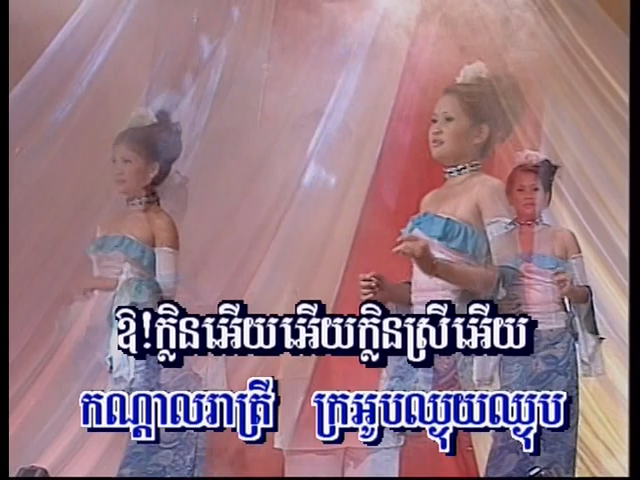 ឱ!ក្លិនអើយអើយក្លិនស្រីអើយ
កណ្ដាលរាត្រី ក្រអូបឈ្ងុយឈ្ងុប